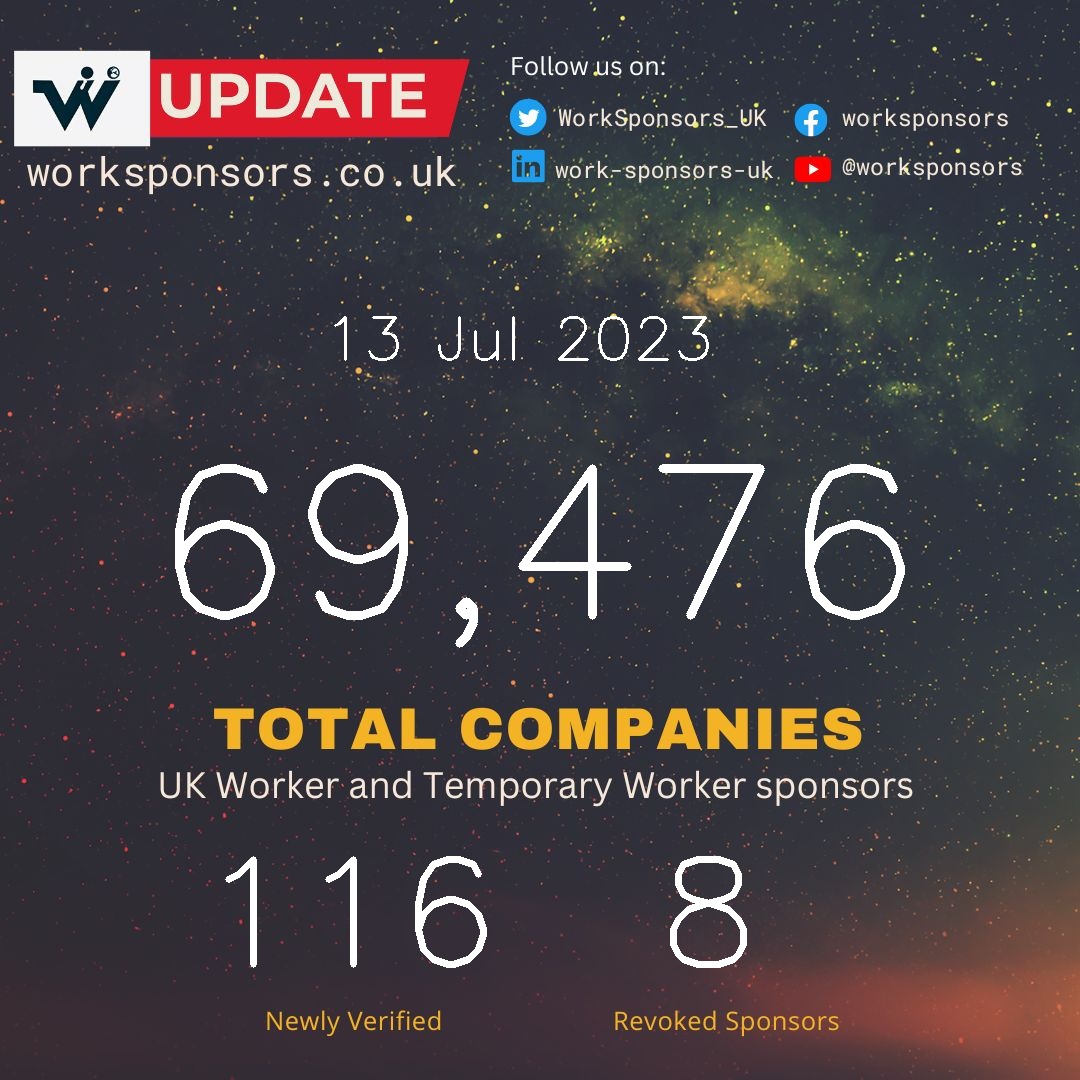 UPDATE
worksponsors.co.uk
Follow us on:
WorkSponsors_UK
worksponsors
work-sponsors-uk
@worksponsors
13 Jul 2023
69,476
TOTAL COMPANIES
UK Worker and Temporary Worker sponsors
116
8
Newly Verified
Revoked Sponsors